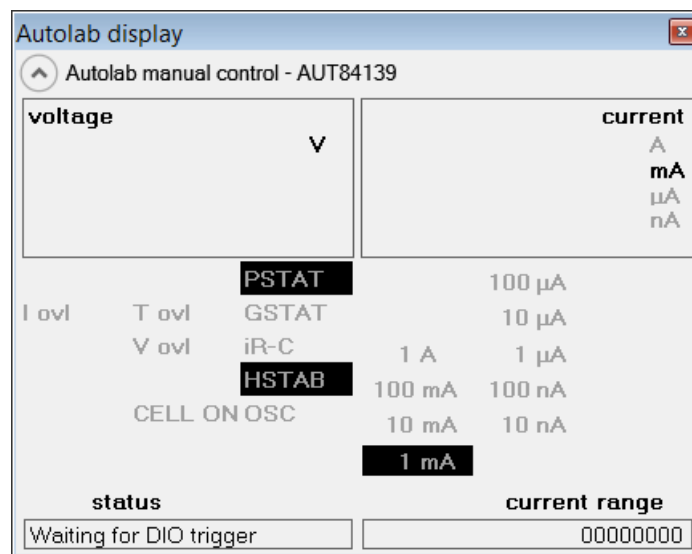 Autolab display
Autolab manual control - AUT84139
voltage
V
current
A
mA
µA
nA
PSTAT 100 µA
I ovl T ovl GSTAT 10 µA
V ovl iR-C 1 A 1 µA
HSTAB 100 mA 100 nA
CELL ON OSC 10 mA 10 nA
1 mA
status current range
Waiting for DIO trigger 00000000